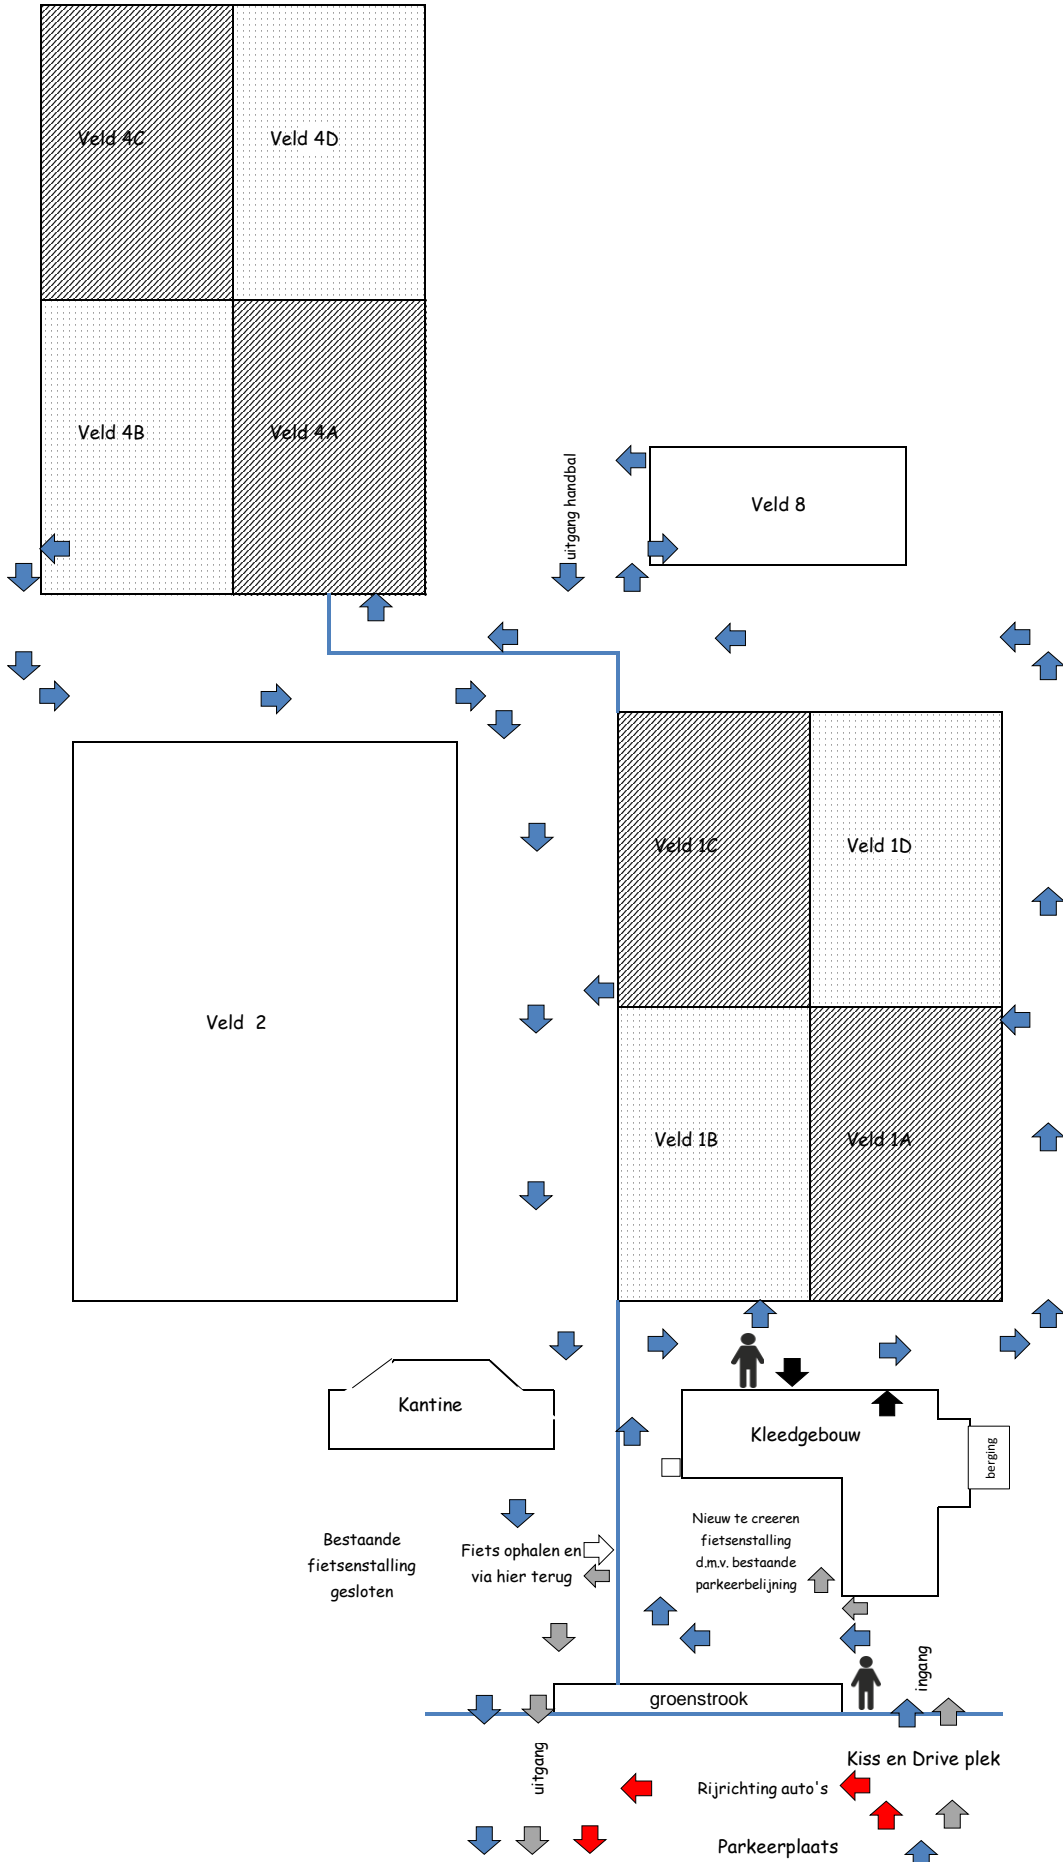 Veld 4C
Veld 4D
Veld 4B
Veld 4A
uitgang handbal
Veld 8
Veld 1C
Veld 1D
Veld 2
Veld 1B
Veld 1A
Kantine
Kleedgebouw
berging
Bestaande
fietsenstalling
gesloten
Fiets ophalen en
via hier terug
Nieuw te creeren
fietsenstalling
d.m.v. bestaande
parkeerbelijning
ingang
groenstrook
uitgang
Kiss en Drive plek
Rijrichting auto's
Parkeerplaats